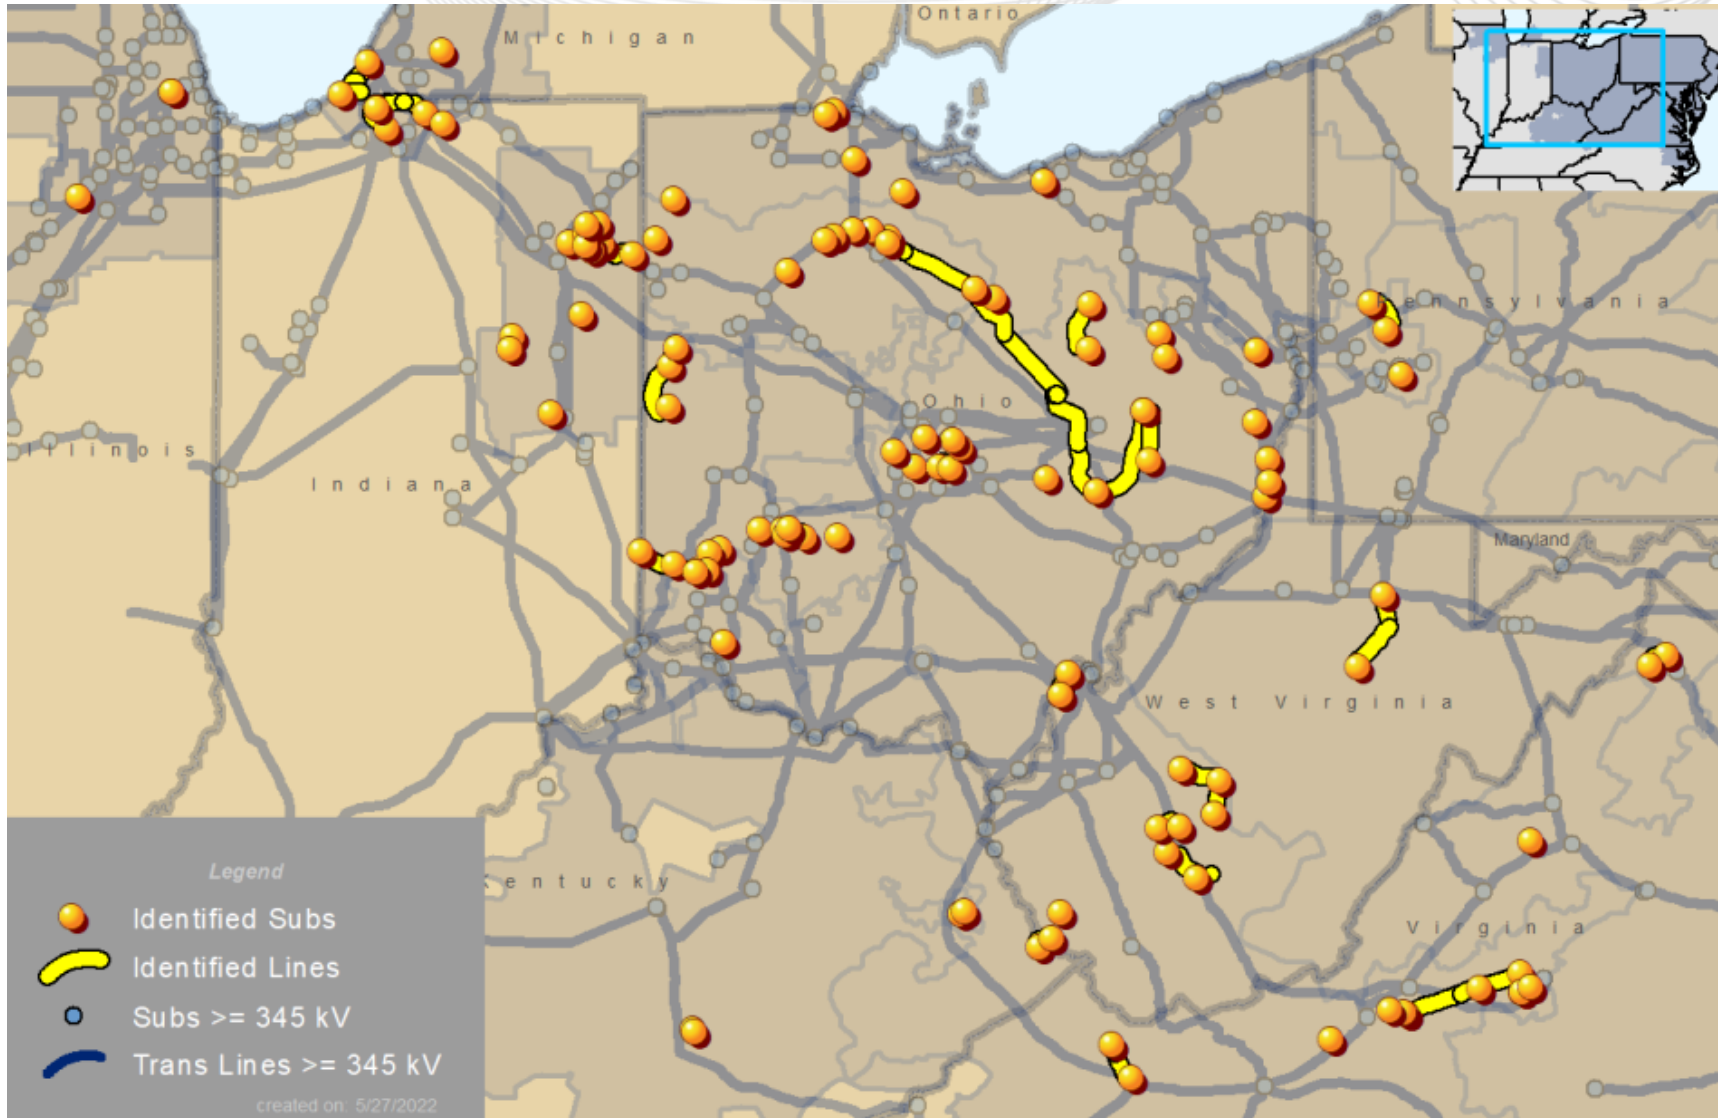 Ontario
Michigan
Pennsylvania
Ohio
Illinois
Indiana
Maryland
West Virginia
Kentucky
Virginia
Legend
Identified Subs
Identified Lines
Subs >= 345 kV
Trans Lines >= 345 kV
created on: 5/27/2022